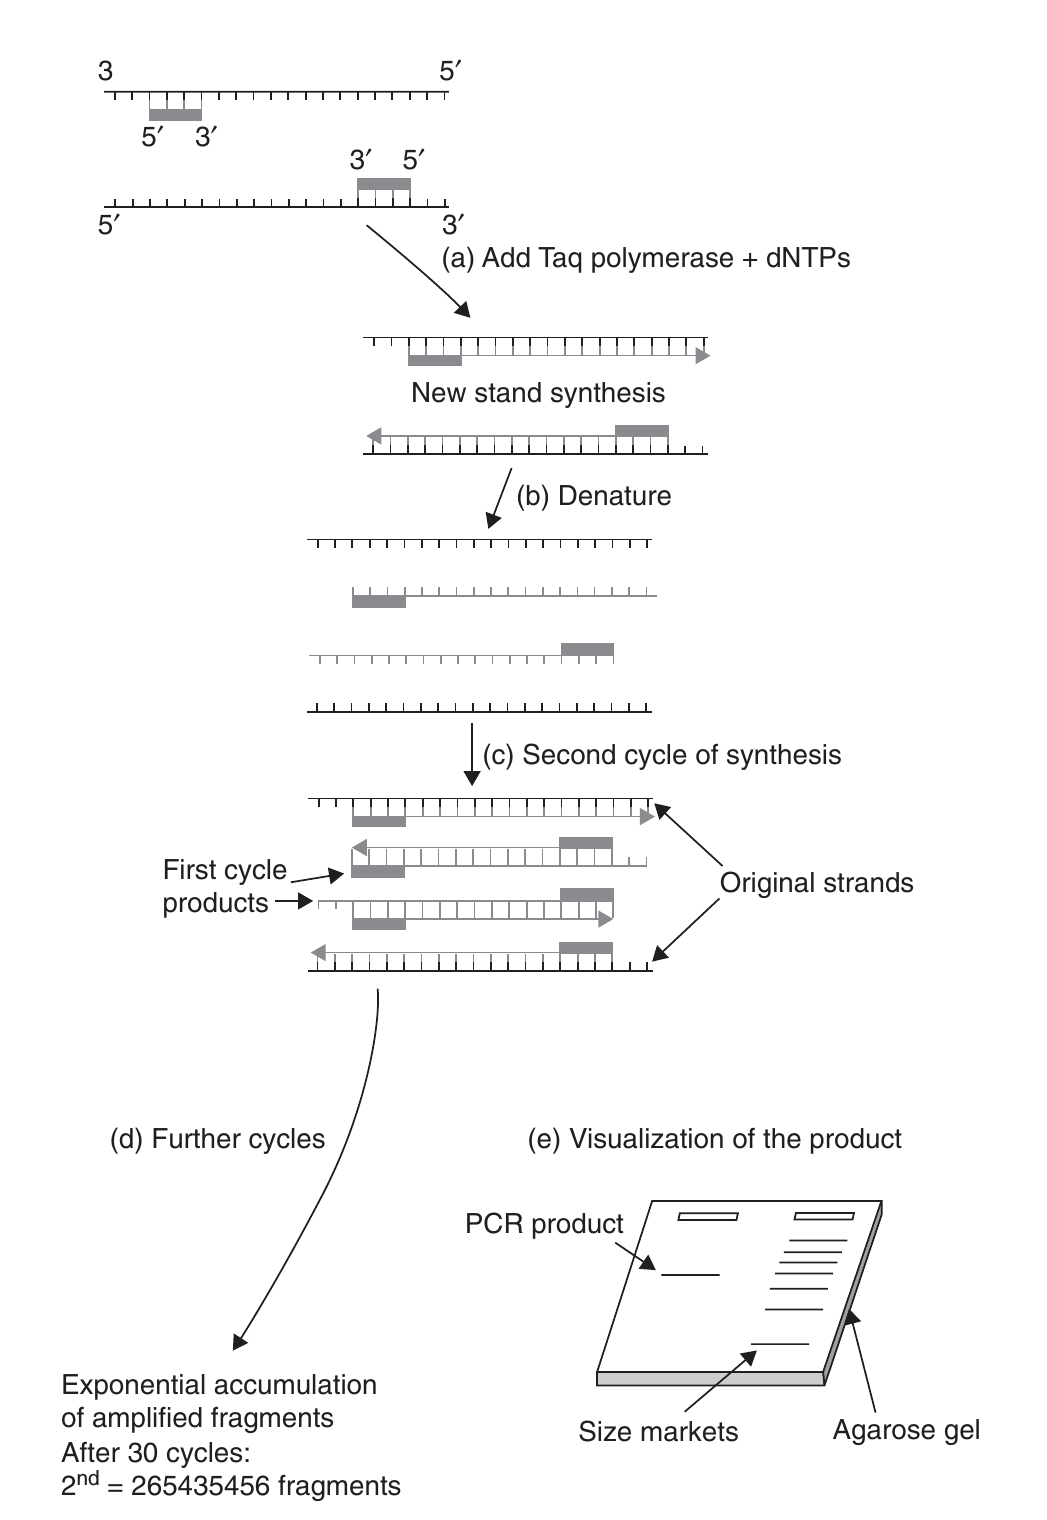 3 5′
5′ 3′
3′ 5′
5′ 3′
(a) Add Taq polymerase + dNTPs
New stand synthesis
(b) Denature
(c) Second cycle of synthesis
First cycle
products
Original strands
(d) Further cycles
(e) Visualization of the product
PCR product
Exponential accumulation
of amplified fragments
After 30 cycles:
2nd = 265435456 fragments
Size markets
Agarose gel